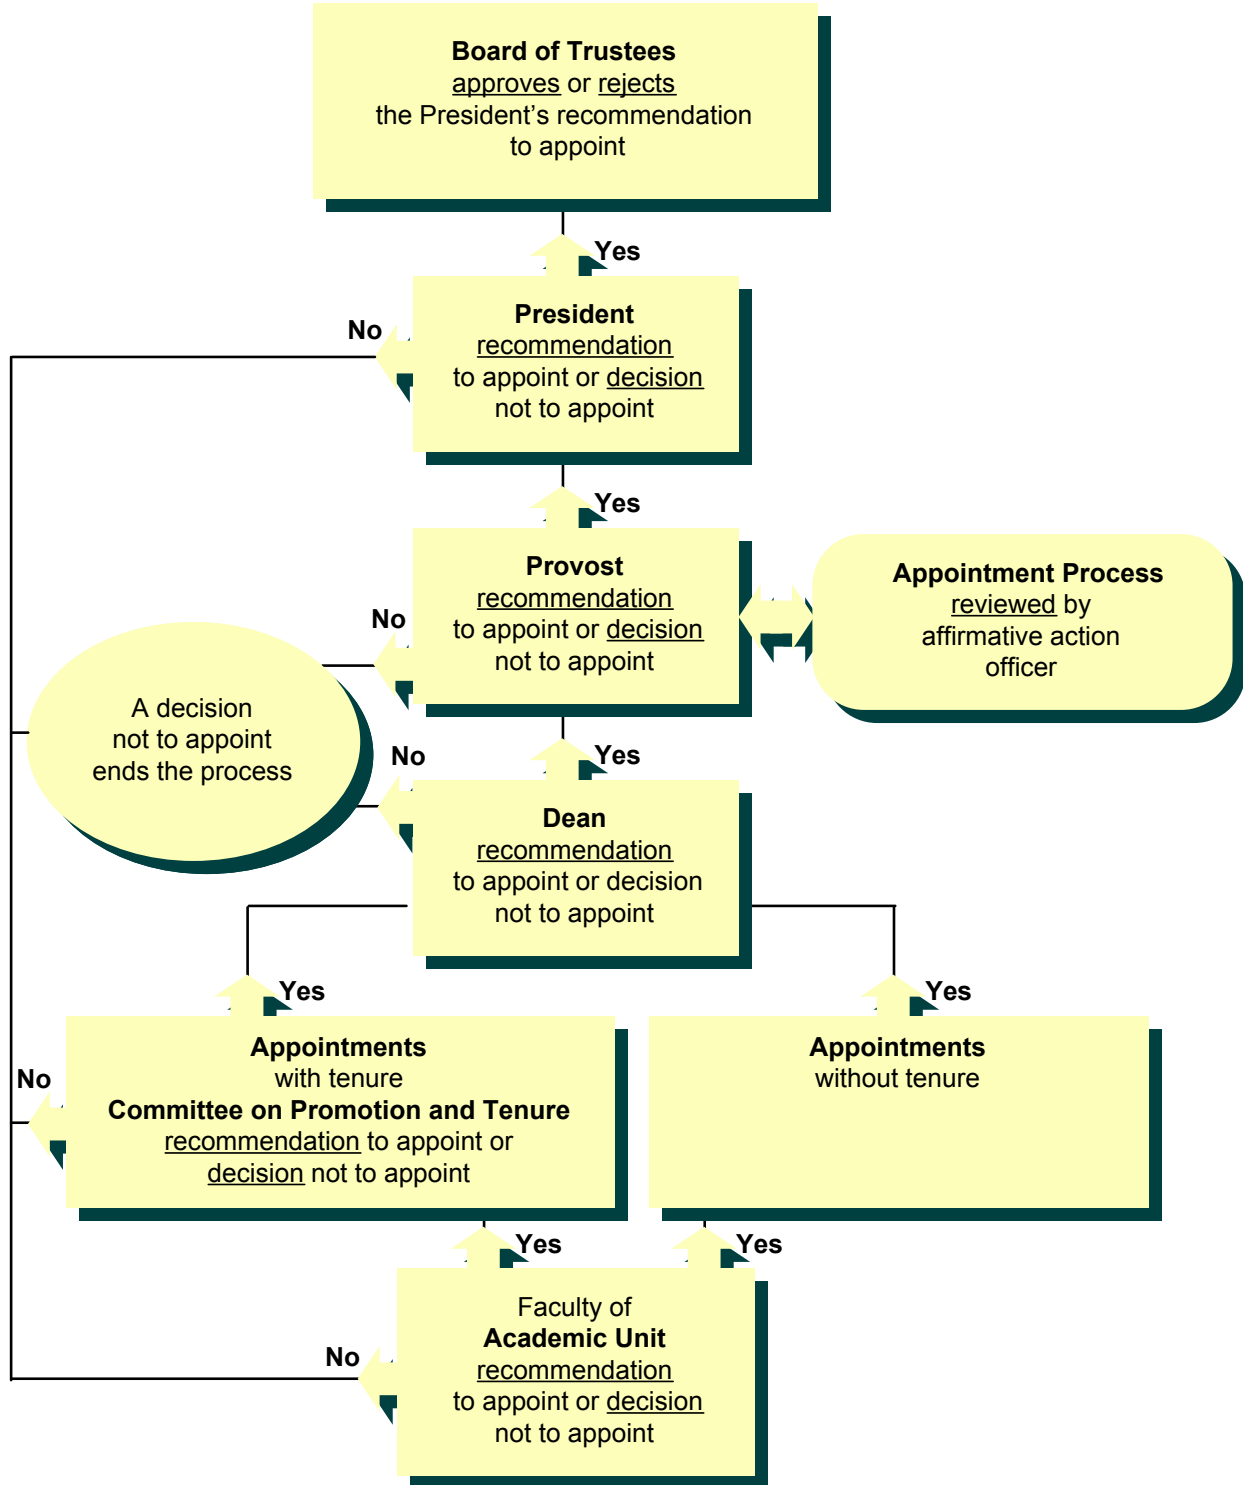 Board of Trustees
approves or rejects
the President’s recommendation
to appoint
Yes
President
recommendation
to appoint or decision
not to appoint
No
Yes
Provost
recommendation
to appoint or decision
not to appoint
No
Appointment Process
reviewed by
affirmative action
officer
A decision
not to appoint
ends the process
No
Yes
Dean
recommendation
to appoint or decision
not to appoint
Yes
Yes
No
Appointments
with tenure
Committee on Promotion and Tenure
recommendation to appoint or
decision not to appoint
Appointments
without tenure
Yes
Yes
No
Faculty of
Academic Unit
recommendation
to appoint or decision
not to appoint